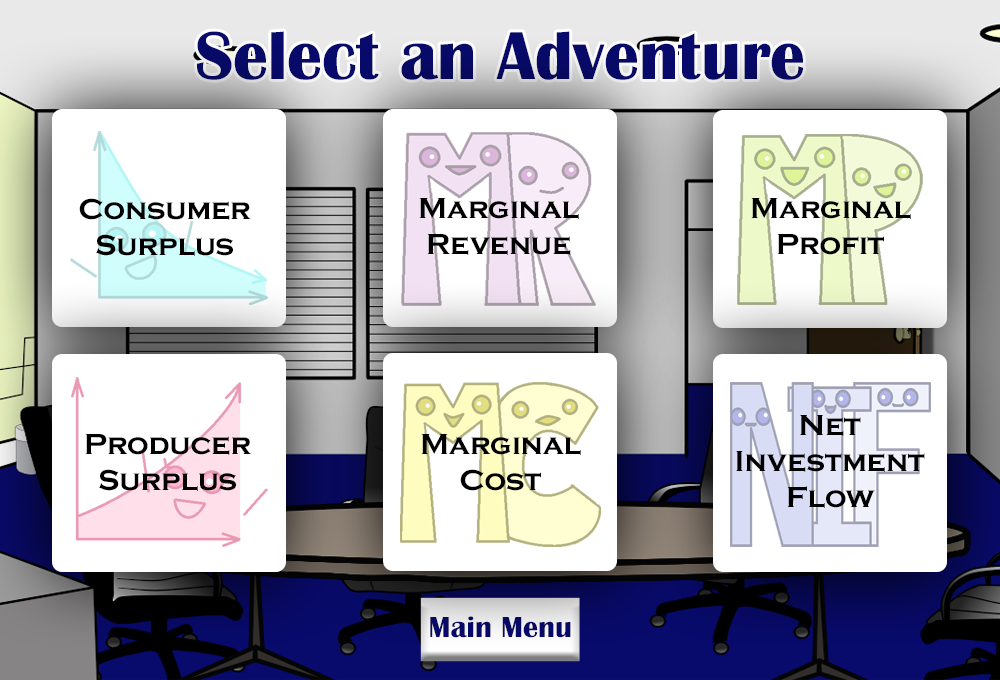 Select an Adventure
Consumer
Surplus
Marginal
Revenue
Marginal
Profit
Producer
Surplus
Marginal
Cost
Net
Investment
Flow
Main Menu